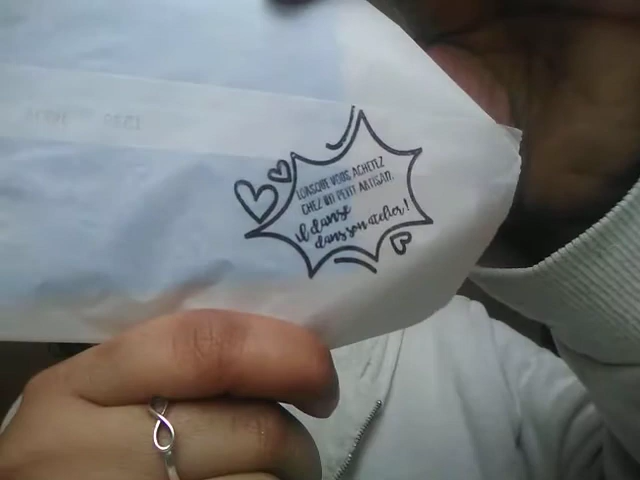 LORSQUE VOUS ACHETEZ
CHEZ UN PETIT ARTISAN,
il danse
dans son atelier !